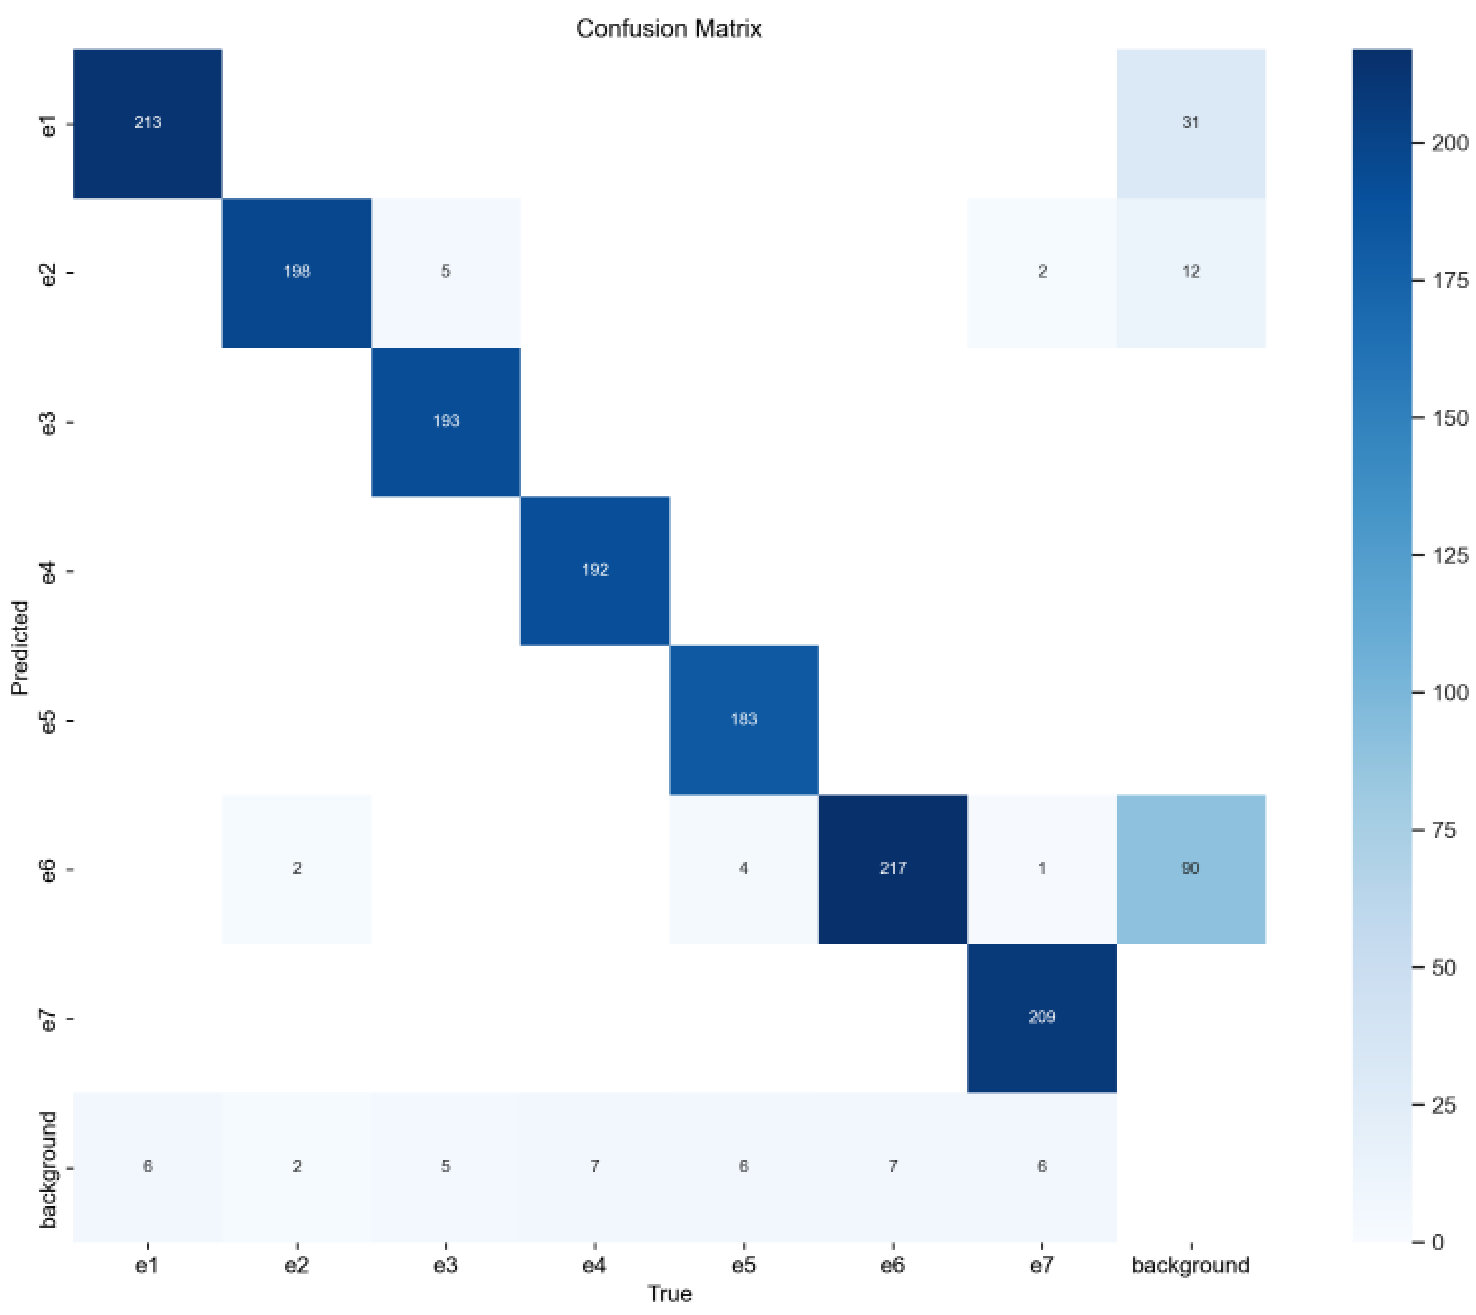 Confusion Matrix
e1 213 31
200
e2 198 5 2 12
175
e3 193
150
125
e4 192
Predicted
100
e5 183
75
e6 2 4 217 1 90
50
e7 209
25
background 6 2 5 7 6 7 6
0
e1 e2 e3 e4 e5 e6 e7 background
True